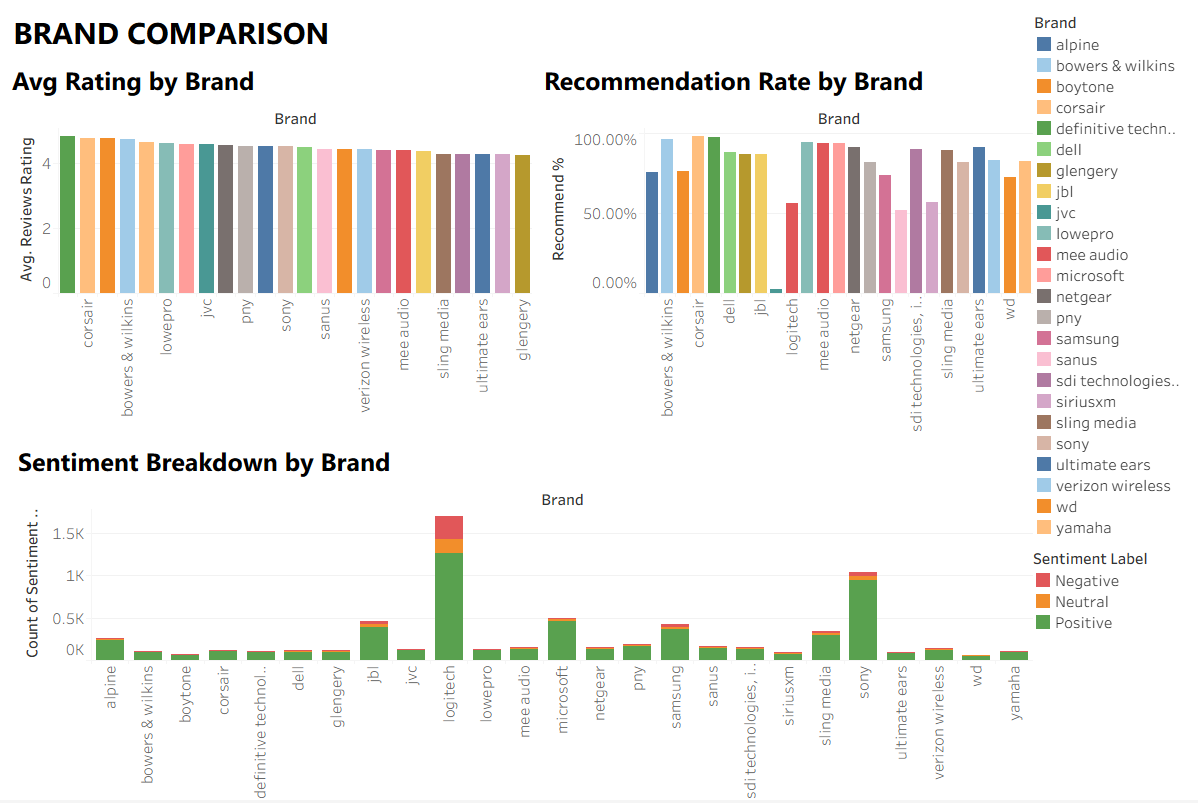 BRAND COMPARISON
Avg Rating by Brand
Brand
Avg. Reviews Rating
4
2
0
corsair
bowers & wilkins
lowepro
jvc
pny
sony
sanus
verizon wireless
mee audio
sling media
ultimate ears
glengery
Recommendation Rate by Brand
Brand
Recommend %
100.00%
50.00%
0.00%
bowers & wilkins
corsair
dell
jbl
logitech
mee audio
netgear
samsung
sdi technologies, i..
sling media
ultimate ears
wd
Brand
alpine
bowers & wilkins
boytone
corsair
definitive techn..
dell
glengery
jbl
jvc
lowepro
mee audio
microsoft
netgear
pny
samsung
sanus
sdi technologies..
siriusxm
sling media
sony
ultimate ears
verizon wireless
wd
yamaha
Sentiment Label
Negative
Neutral
Positive
Sentiment Breakdown by Brand
Brand
Count of Sentiment ..
1.5K
1K
0.5K
0K
alpine
bowers & wilkins
boytone
corsair
definitive technol..
dell
glengery
jbl
jvc
logitech
lowepro
mee audio
microsoft
netgear
pny
samsung
sanus
sdi technologies, i..
siriusxm
sling media
sony
ultimate ears
verizon wireless
wd
yamaha